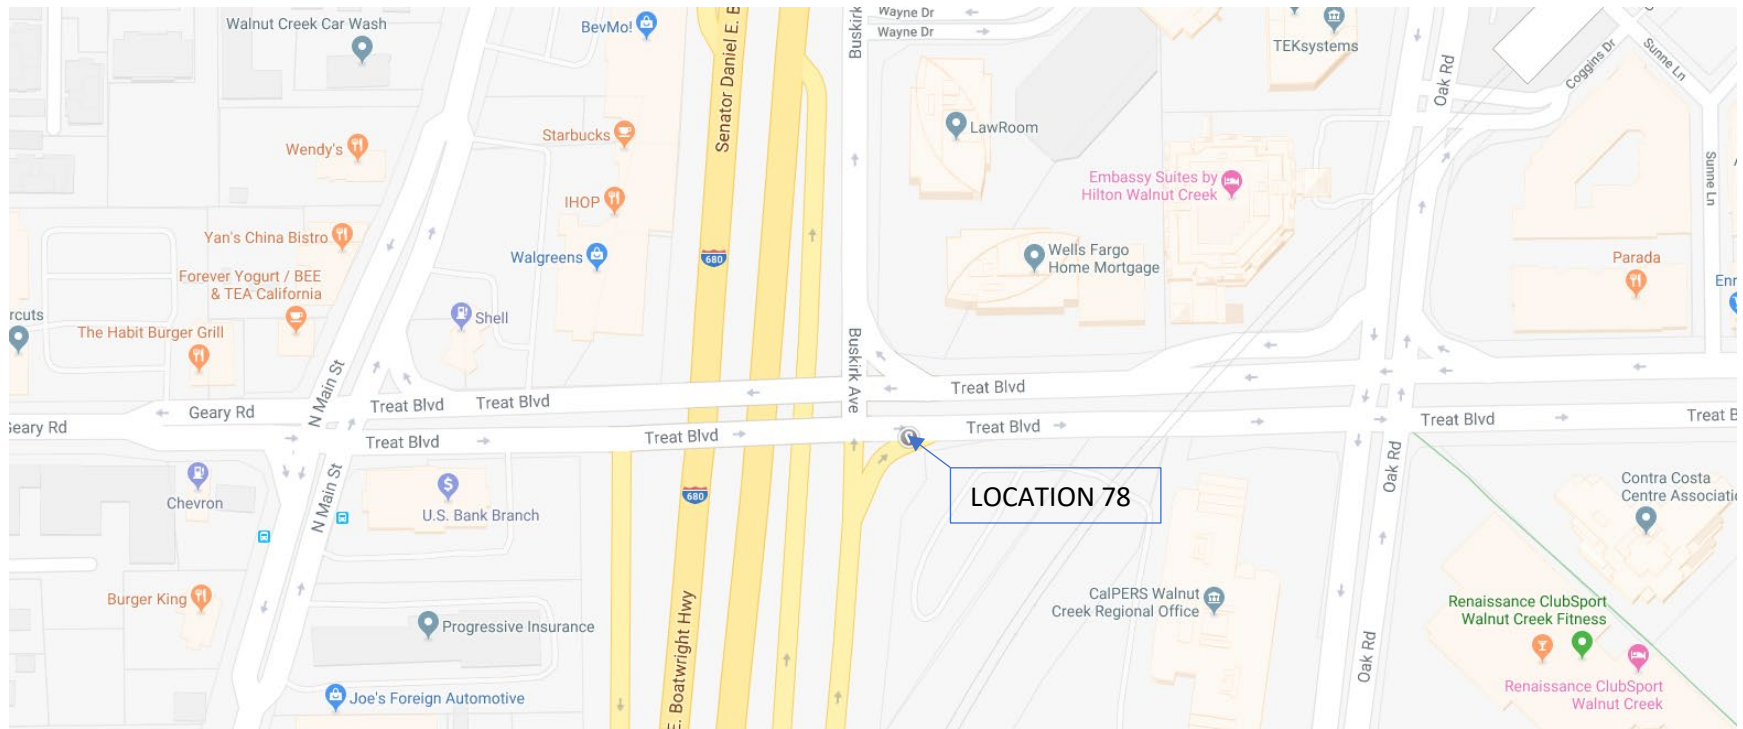 Walnut Creek Car Wash
BevMo!
Senator Daniel E. B
Buskirk
Wayne Dr
Wayne Dr
TEKsystems
Oak Rd
Coggins Dr
Sunne Ln
Starbucks
LawRoom
Wendy's
Embassy Suites by
Hilton Walnut Creek
Sunne Ln
IHOP
Yan's China Bistro
Walgreens
680
Wells Fargo
Home Mortgage
Parada
Forever Yogurt / BEE
& TEA California
Enr
rcuts
Shell
The Habit Burger Grill
Buskirk Ave
N Main St
Treat Blvd
Geary Rd
Treat Blvd
Treat Blvd
Geary Rd
Treat Blvd
Treat Blvd
Treat Blvd
Treat Blvd
Treat B
LOCATION 78
Oak Rd
Contra Costa
Centre Associatio
N Main St
Chevron
$
U.S. Bank Branch
680
Burger King
Progressive Insurance
E. Boatwright Hwy
CalPERS Walnut
Creek Regional Office
Oak Rd
Renaissance ClubSport
Walnut Creek Fitness
Joe's Foreign Automotive
Renaissance ClubSport
Walnut Creek